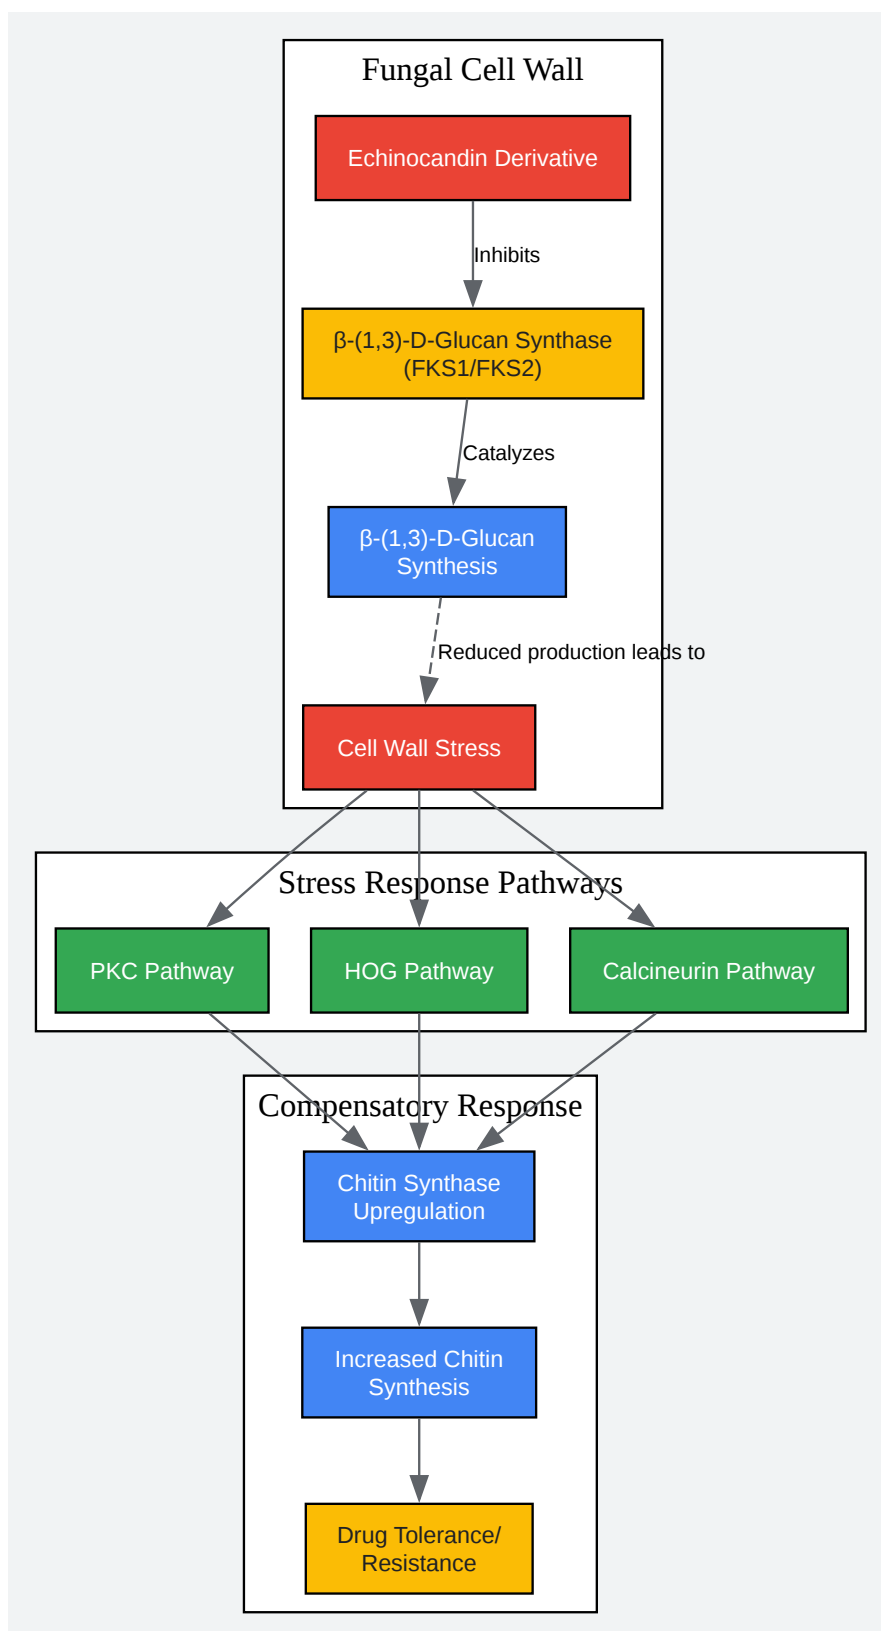 Fungal Cell Wall
Echinocandin Derivative
Inhibits
β-(1,3)-D-Glucan Synthase
(FKS1/FKS2)
Catalyzes
β-(1,3)-D-Glucan
Synthesis
Reduced production leads to
Cell Wall Stress
Stress Response Pathways
PKC Pathway
HOG Pathway
Calcineurin Pathway
Compensatory Response
Chitin Synthase
Upregulation
Increased Chitin
Synthesis
Drug Tolerance/
Resistance